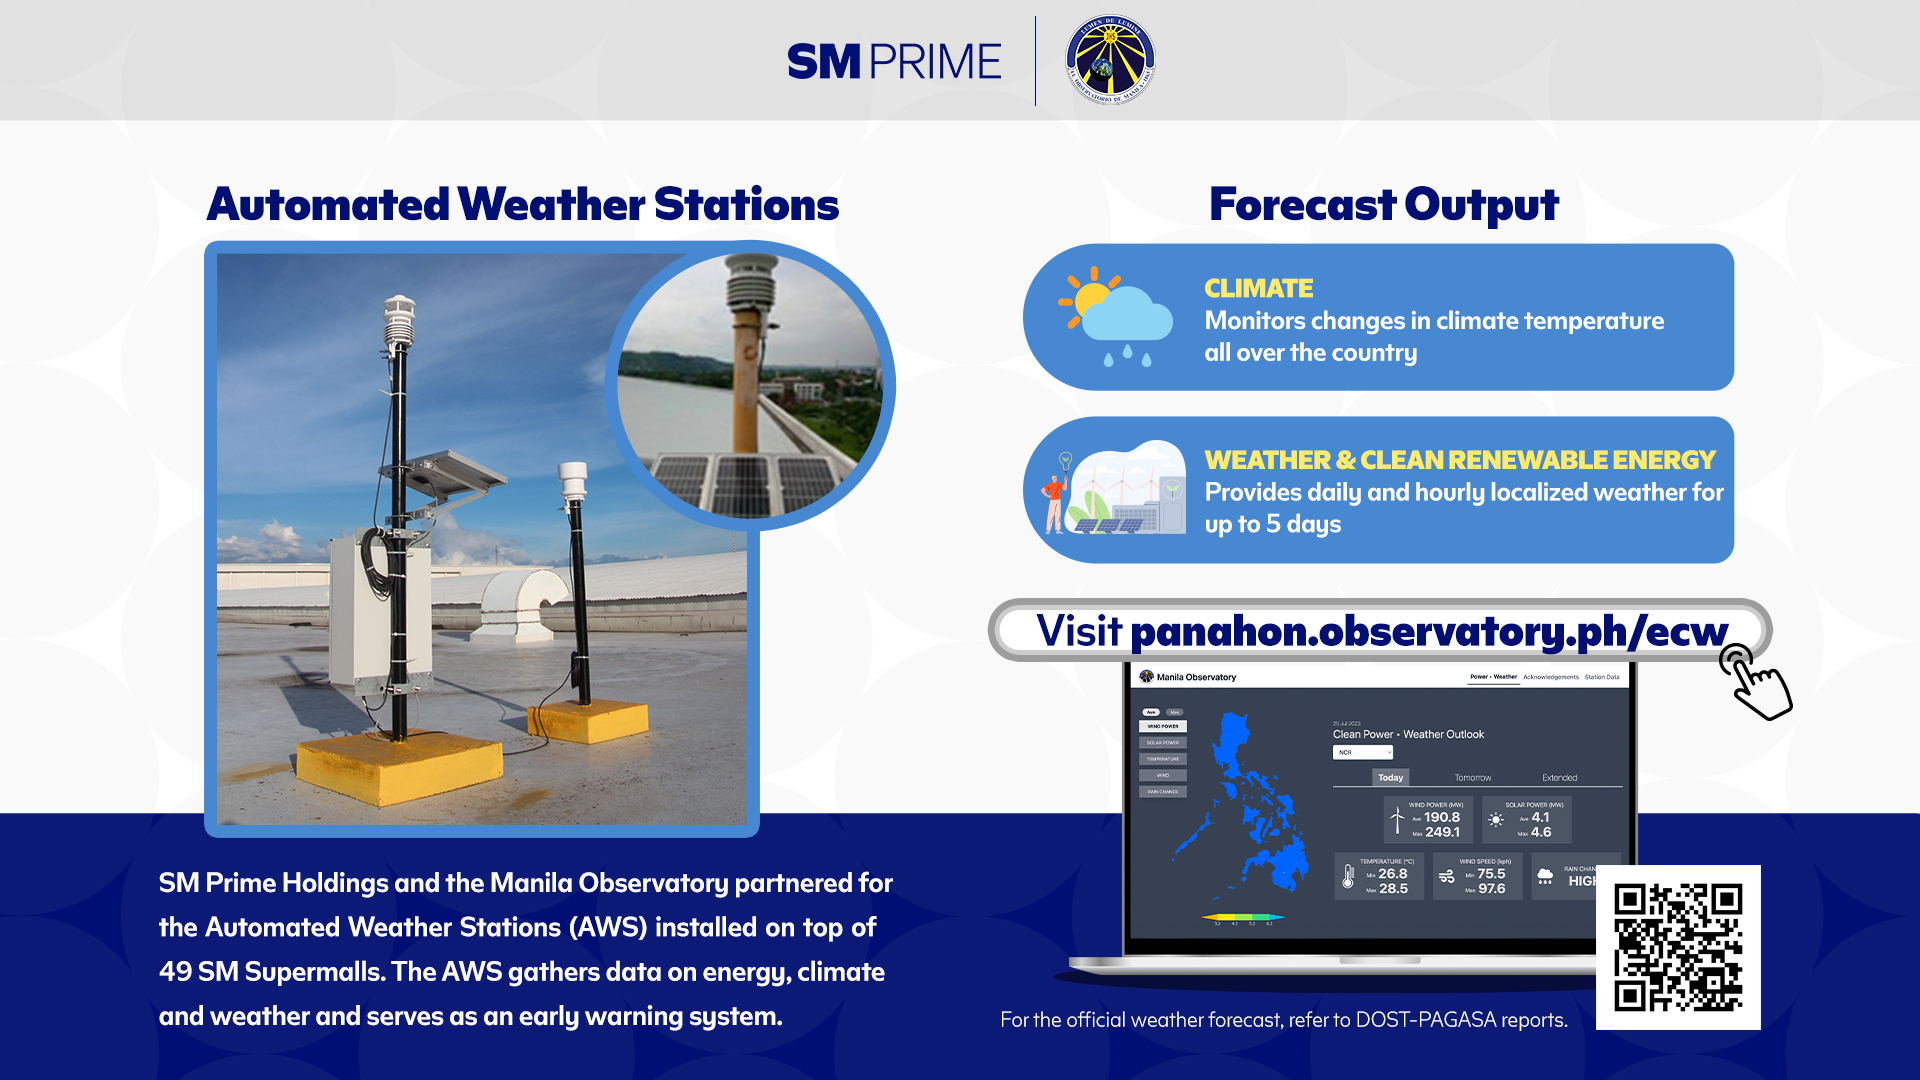 SM PRIME
LUMEN DE LUMINE
JHS
EL OBSERVATORIO DE MANILA
Automated Weather Stations
Forecast Output
CLIMATE
Monitors changes in climate temperature
all over the country
WEATHER & CLEAN RENEWABLE ENERGY
Provides daily and hourly localized weather for
up to 5 days
Visit panahon.observatory.ph/ecw
Manila Observatory
Power • Weather Acknowledgements Station Data
Ave Max
WIND POWER
SOLAR POWER
TEMPERATURE
WIND
RAIN CHANCE
25 Jul 2023
Clean Power • Weather Outlook
NCR
Today Tomorrow Extended
WIND POWER (MW)
Ave 190.8
Max 249.1
SOLAR POWER (MW)
Ave 4.1
Max 4.6
TEMPERATURE (°C)
Min 26.8
Max 28.5
WIND SPEED (kph)
Min 75.5
Max 97.6
RAIN CHAN
HIGH
SM Prime Holdings and the Manila Observatory partnered for
the Automated Weather Stations (AWS) installed on top of
49 SM Supermalls. The AWS gathers data on energy, climate
and weather and serves as an early warning system.
For the official weather forecast, refer to DOST-PAGASA reports.